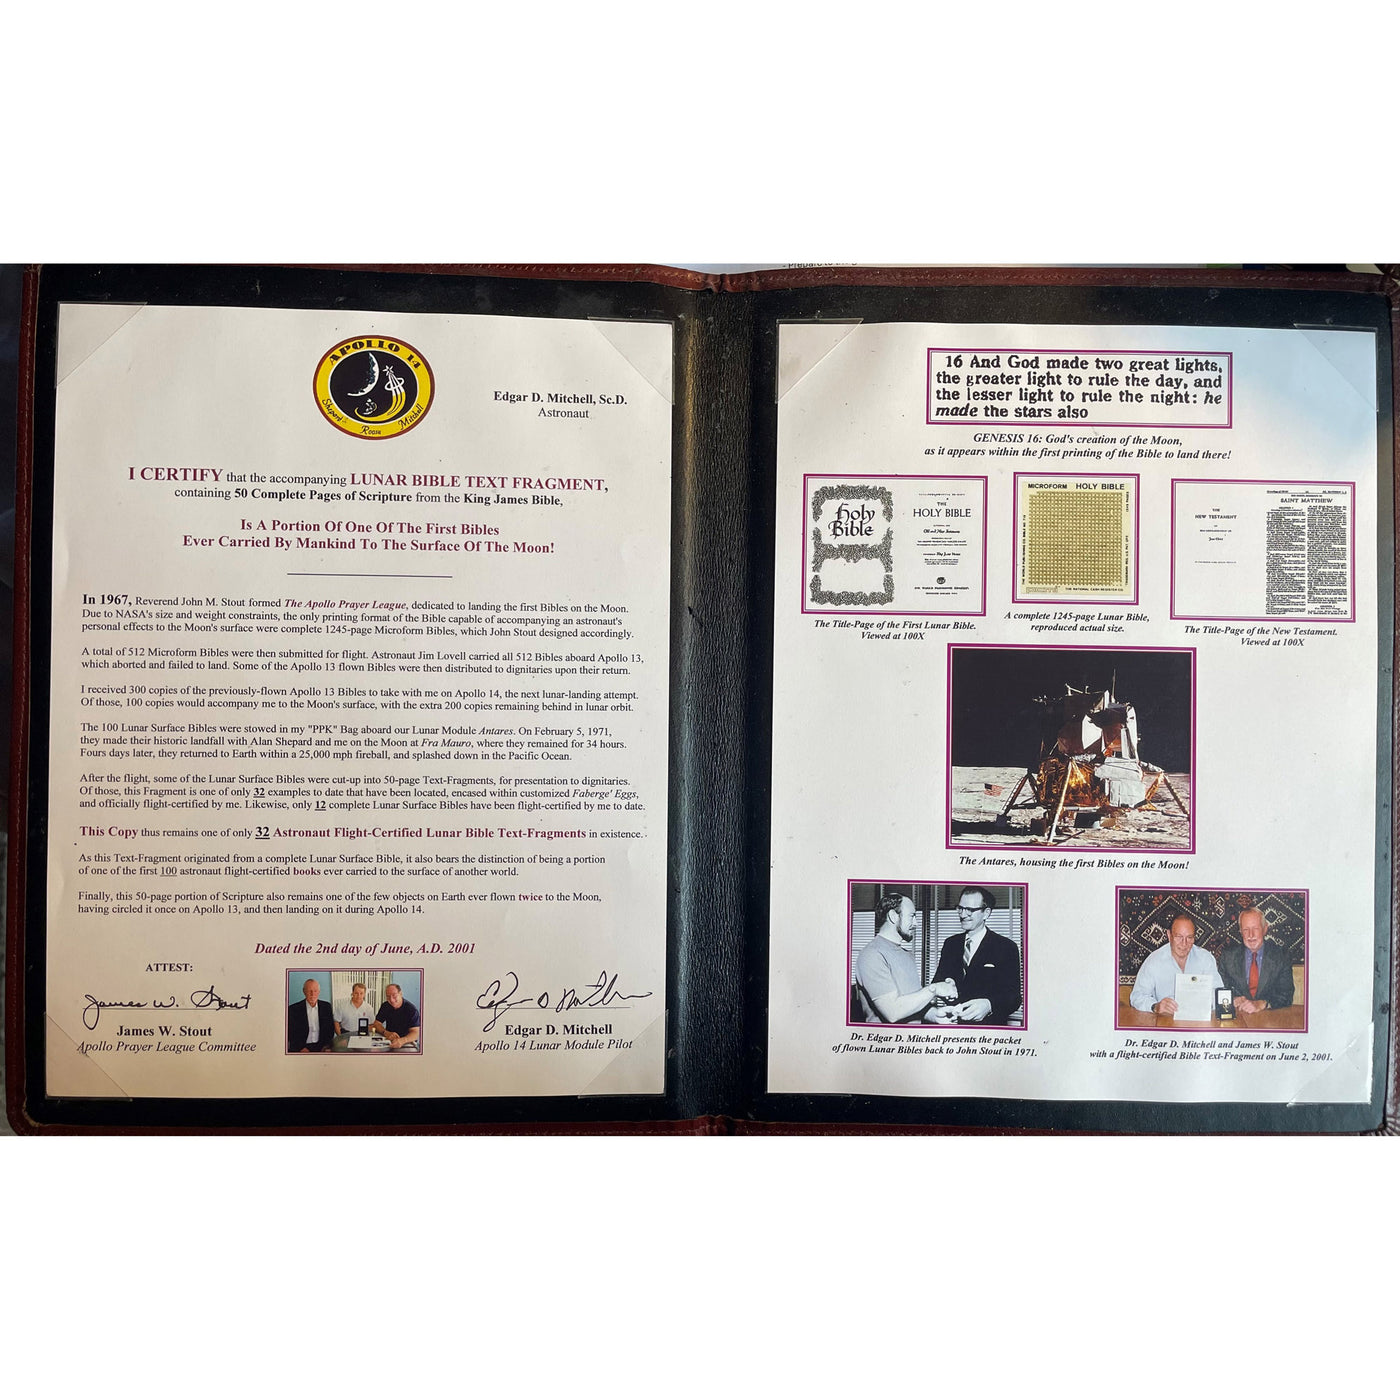 - Prepare to
APOLLO 14
Shepard Roosa Mitchell
Edgar D. Mitchell, Sc.D.
Astronaut
I CERTIFY that the accompanying LUNAR BIBLE TEXT FRAGMENT,
containing 50 Complete Pages of Scripture from the King James Bible,
Is A Portion Of One Of The First Bibles
Ever Carried By Mankind To The Surface Of The Moon!
In 1967, Reverend John M. Stout formed The Apollo Prayer League, dedicated to landing the first Bibles on the Moon.
Due to NASA's size and weight constraints, the only printing format of the Bible capable of accompanying an astronaut's
personal effects to the Moon's surface were complete 1245-page Microform Bibles, which John Stout designed accordingly.
A total of 512 Microform Bibles were then submitted for flight. Astronaut Jim Lovell carried all 512 Bibles aboard Apollo 13,
which aborted and failed to land. Some of the Apollo 13 flown Bibles were then distributed to dignitaries upon their return.
I received 300 copies of the previously-flown Apollo 13 Bibles to take with me on Apollo 14, the next lunar-landing attempt.
Of those, 100 copies would accompany me to the Moon's surface, with the extra 200 copies remaining behind in lunar orbit.
The 100 Lunar Surface Bibles were stowed in my "PPK" Bag aboard our Lunar Module Antares. On February 5, 1971,
they made their historic landfall with Alan Shepard and me on the Moon at Fra Mauro, where they remained for 34 hours.
Fours days later, they returned to Earth within a 25,000 mph fireball, and splashed down in the Pacific Ocean.
After the flight, some of the Lunar Surface Bibles were cut-up into 50-page Text-Fragments, for presentation to dignitaries.
Of those, this Fragment is one of only 32 examples to date that have been located, encased within customized Faberge' Eggs,
and officially flight-certified by me. Likewise, only 12 complete Lunar Surface Bibles have been flight-certified by me to date.
This Copy thus remains one of only 32 Astronaut Flight-Certified Lunar Bible Text-Fragments in existence.
As this Text-Fragment originated from a complete Lunar Surface Bible, it also bears the distinction of being a portion
of one of the first 100 astronaut flight-certified books ever carried to the surface of another world.
Finally, this 50-page portion of Scripture also remains one of the few objects on Earth ever flown twice to the Moon,
having circled it once on Apollo 13, and then landing on it during Apollo 14.
Dated the 2nd day of June, A.D. 2001
ATTEST:
James W. Stout
Edgar D Mitchell
James W. Stout
Apollo Prayer League Committee
Edgar D. Mitchell
Apollo 14 Lunar Module Pilot
16 And God made two great lights,
the greater light to rule the day, and
the lesser light to rule the night: he
made the stars also
GENESIS 16: God's creation of the Moon,
as it appears within the first printing of the Bible to land there!
Holy
Bible
THE
HOLY BIBLE
The Title-Page of the First Lunar Bible.
Viewed at 100X
MICROFORM HOLY BIBLE
THE NATIONAL CASH REGISTER CO.
A complete 1245-page Lunar Bible,
reproduced actual size.
THE
NEW TESTAMENT
SAINT MATTHEW
The Title-Page of the New Testament.
Viewed at 100X
The Antares, housing the first Bibles on the Moon!
Dr. Edgar D. Mitchell presents the packet
of flown Lunar Bibles back to John Stout in 1971.
Dr. Edgar D. Mitchell and James W. Stout
with a flight-certified Bible Text-Fragment on June 2, 2001.